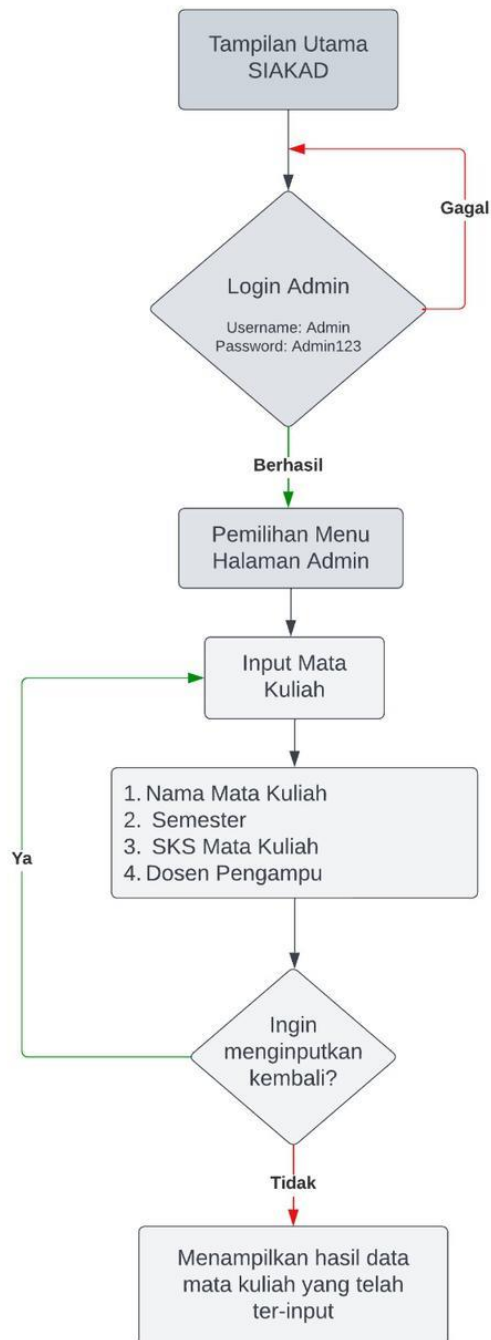 Tampilan Utama
SIAKAD
Gagal
Login Admin
Username: Admin
Password: Admin123
Berhasil
Pemilihan Menu
Halaman Admin
Input Mata
Kuliah
1. Nama Mata Kuliah
2. Semester
3. SKS Mata Kuliah
4. Dosen Pengampu
Ya
Ingin
menginputkan
kembali?
Tidak
Menampilkan hasil data
mata kuliah yang telah
ter-input